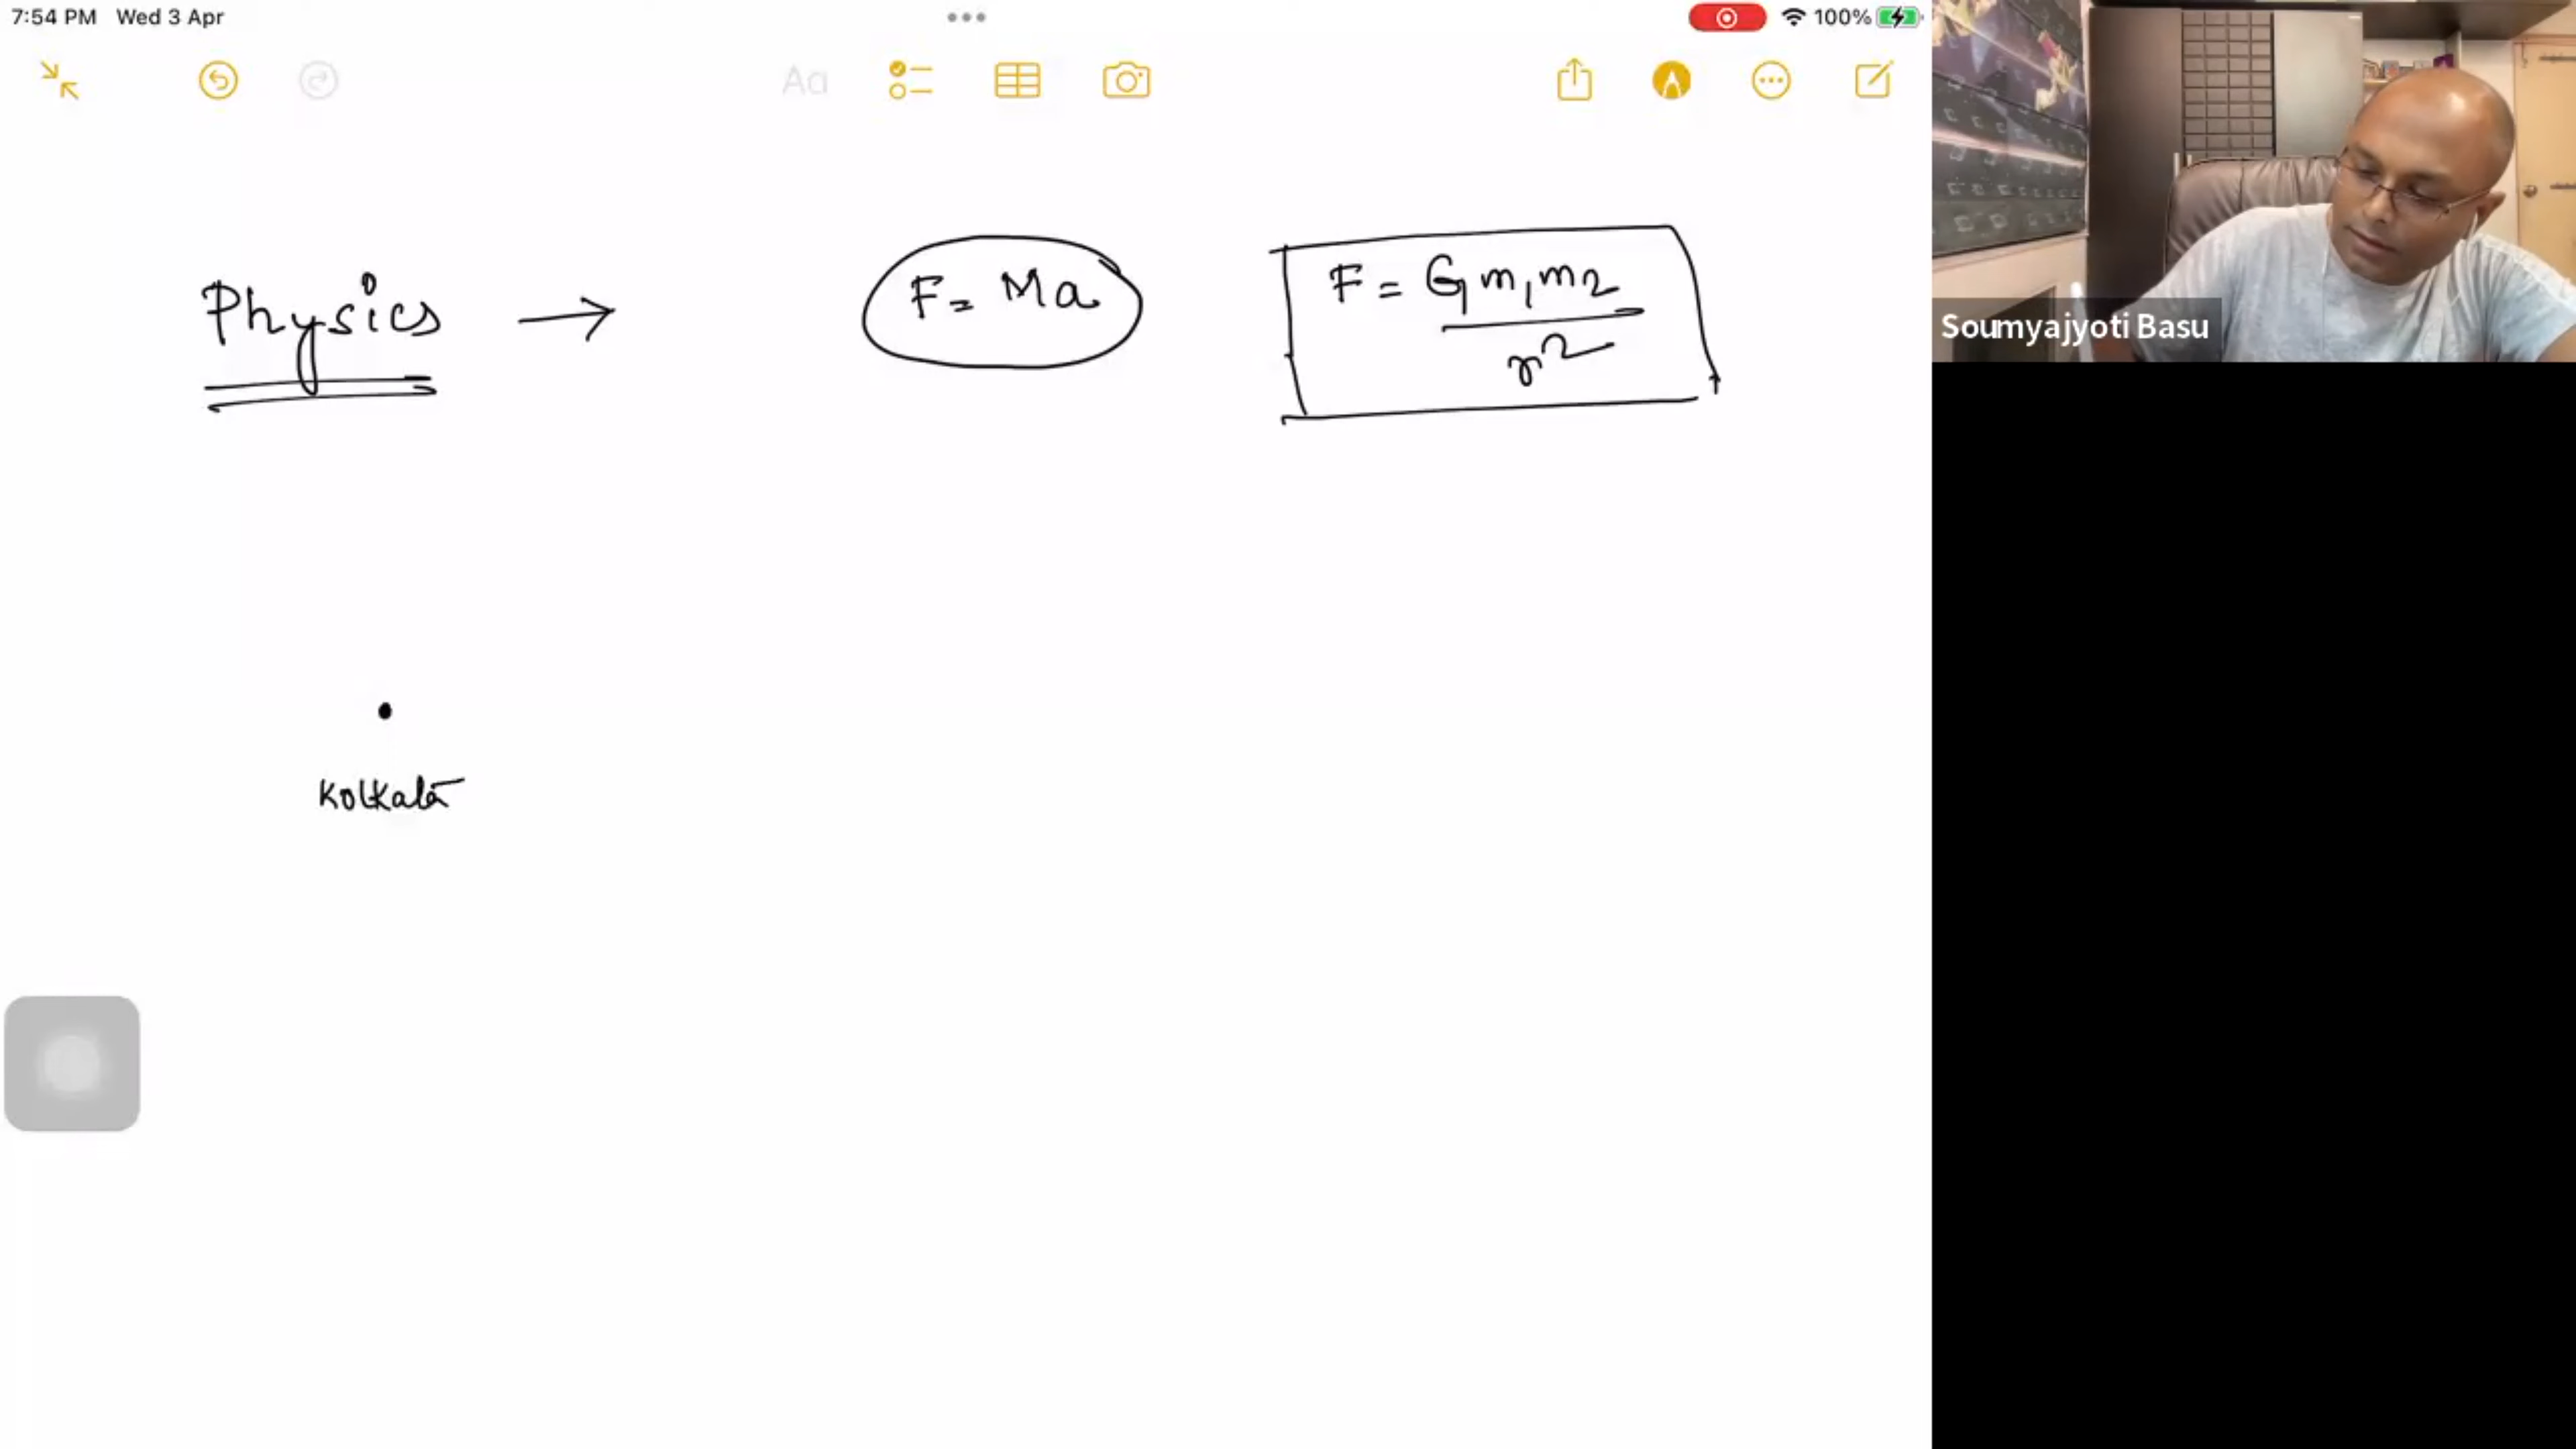 7:54 PM Wed 3 Apr
100%
Aa
Physics → F = Ma
F = Gm₁m₂
r²
Soumyajyoti Basu
Kolkata